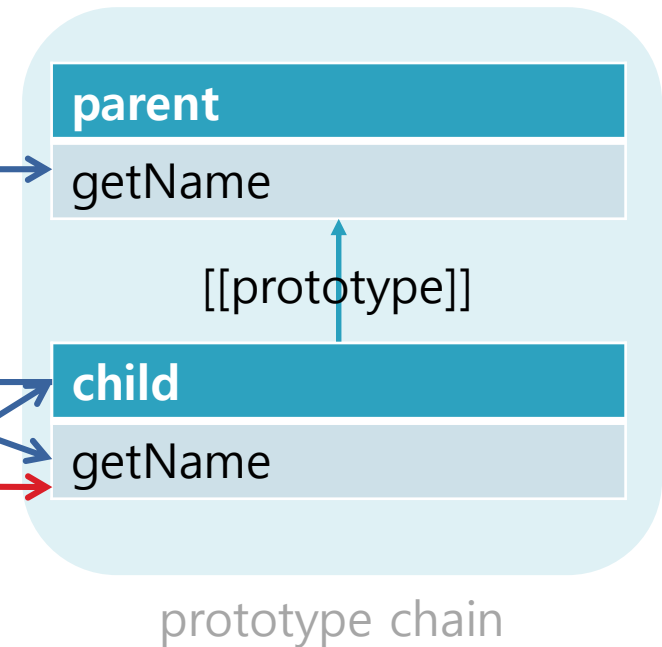 parent
getName
[[prototype]]
child
getName
prototype chain